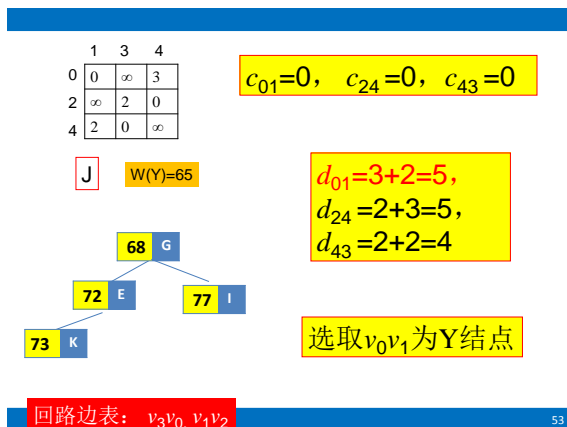 1 3 4
0 0 ∞ 3
2 ∞ 2 0
4 2 0 ∞
c01=0， c24 =0，c43 =0
J
W(Y)=65
d01=3+2=5，
d24 =2+3=5，
d43 =2+2=4
68 G
72 E
77 I
73 K
选取v0v1为Y结点
回路边表： v3v0, v1v2
53